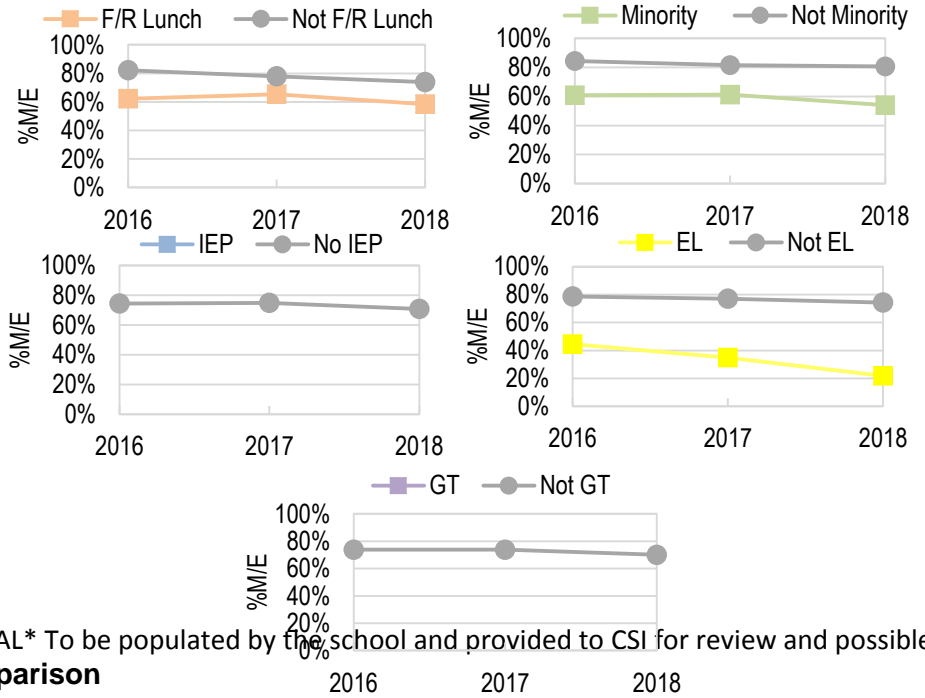 F/R Lunch Not F/R Lunch
100%
80%
60%
40%
20%
0%
%M/E
2016 2017 2018
Minority Not Minority
100%
80%
60%
40%
20%
0%
%M/E
2016 2017 2018
IEP No IEP
100%
80%
60%
40%
20%
0%
%M/E
2016 2017 2018
EL Not EL
100%
80%
60%
40%
20%
0%
%M/E
2016 2017 2018
GT Not GT
100%
80%
60%
40%
20%
0%
%M/E
2016 2017 2018
AL* To be populated by the school and provided to CSI for review and possible
parison